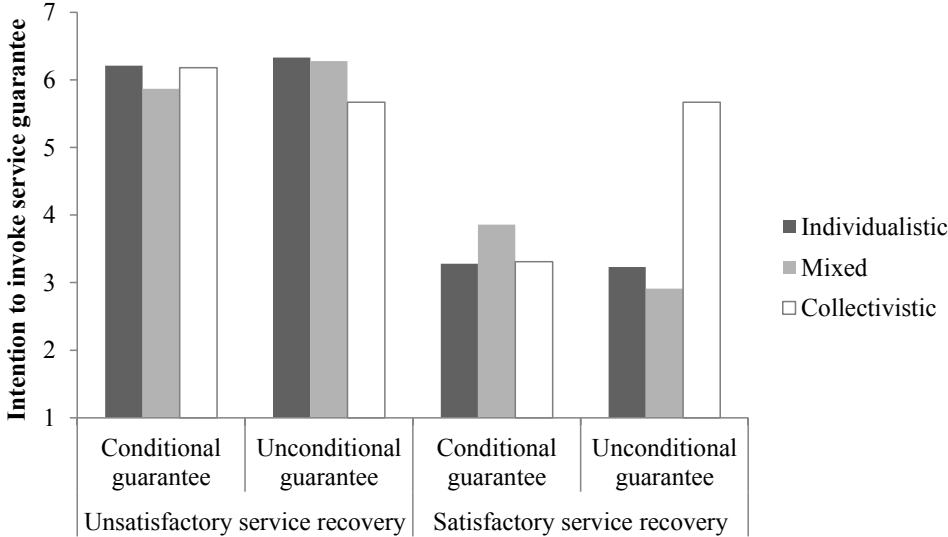 Intention to invoke service guarantee
7
6
5
4
3
2
1
Conditional
guarantee
Unconditional
guarantee
Conditional
guarantee
Unconditional
guarantee
Unsatisfactory service recovery
Satisfactory service recovery
Individualistic
Mixed
Collectivistic